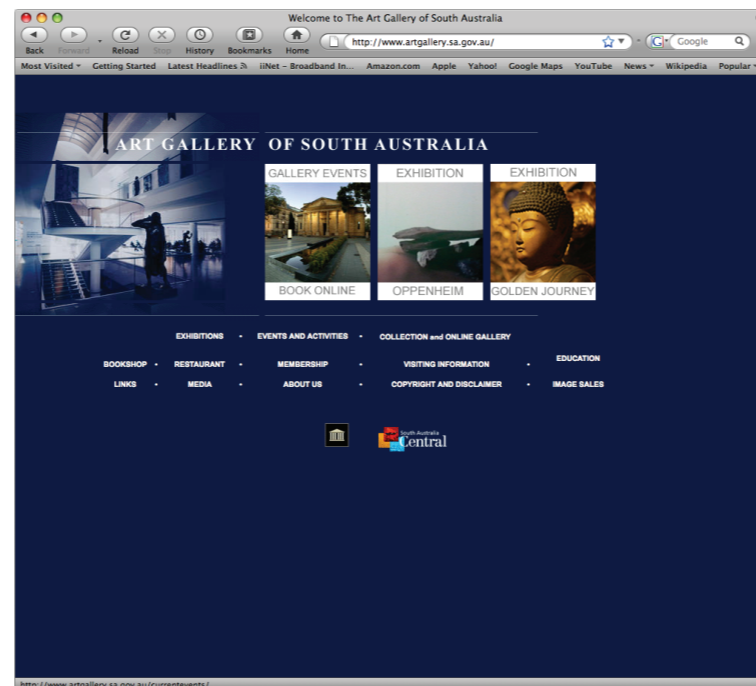 Welcome to The Art Gallery of South Australia
http://www.artgallery.sa.gov.au/
Google
Back Forward Reload Stop History Bookmarks Home
Most Visited Getting Started Latest Headlines iiNet – Broadband In... Amazon.com Apple Yahoo! Google Maps YouTube News Wikipedia Popular
ART GALLERY OF SOUTH AUSTRALIA
GALLERY EVENTS EXHIBITION EXHIBITION
BOOK ONLINE OPPENHEIM GOLDEN JOURNEY
EXHIBITIONS • EVENTS AND ACTIVITIES • COLLECTION and ONLINE GALLERY
BOOKSHOP • RESTAURANT • MEMBERSHIP • VISITING INFORMATION • EDUCATION
LINKS • MEDIA • ABOUT US • COPYRIGHT AND DISCLAIMER • IMAGE SALES
South Australia
Central
http://www.artgallery.sa.gov.au/currentevents/